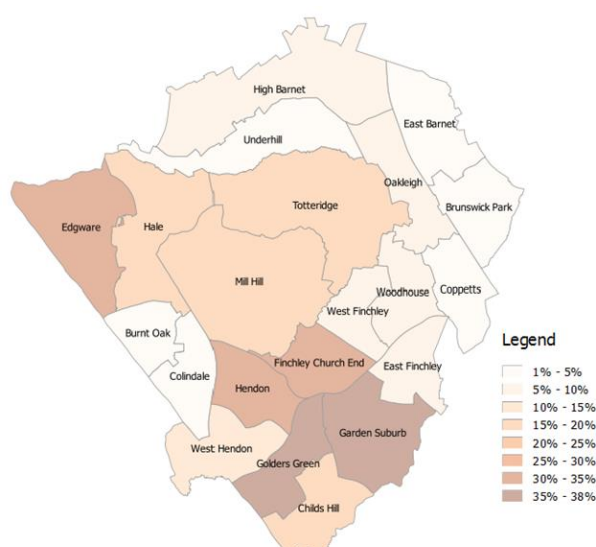 High Barnet
East Barnet
Underhill
Oakleigh
Totteridge
Brunswick Park
Edgware
Hale
Mill Hill
Coppetts
Woodhouse
West Finchley
Burnt Oak
Legend
Finchley Church End
East Finchley
Colindale
Hendon
Garden Suburb
West Hendon
Golders Green
Childs Hill
1% - 5%
5% - 10%
10% - 15%
15% - 20%
20% - 25%
25% - 30%
30% - 35%
35% - 38%